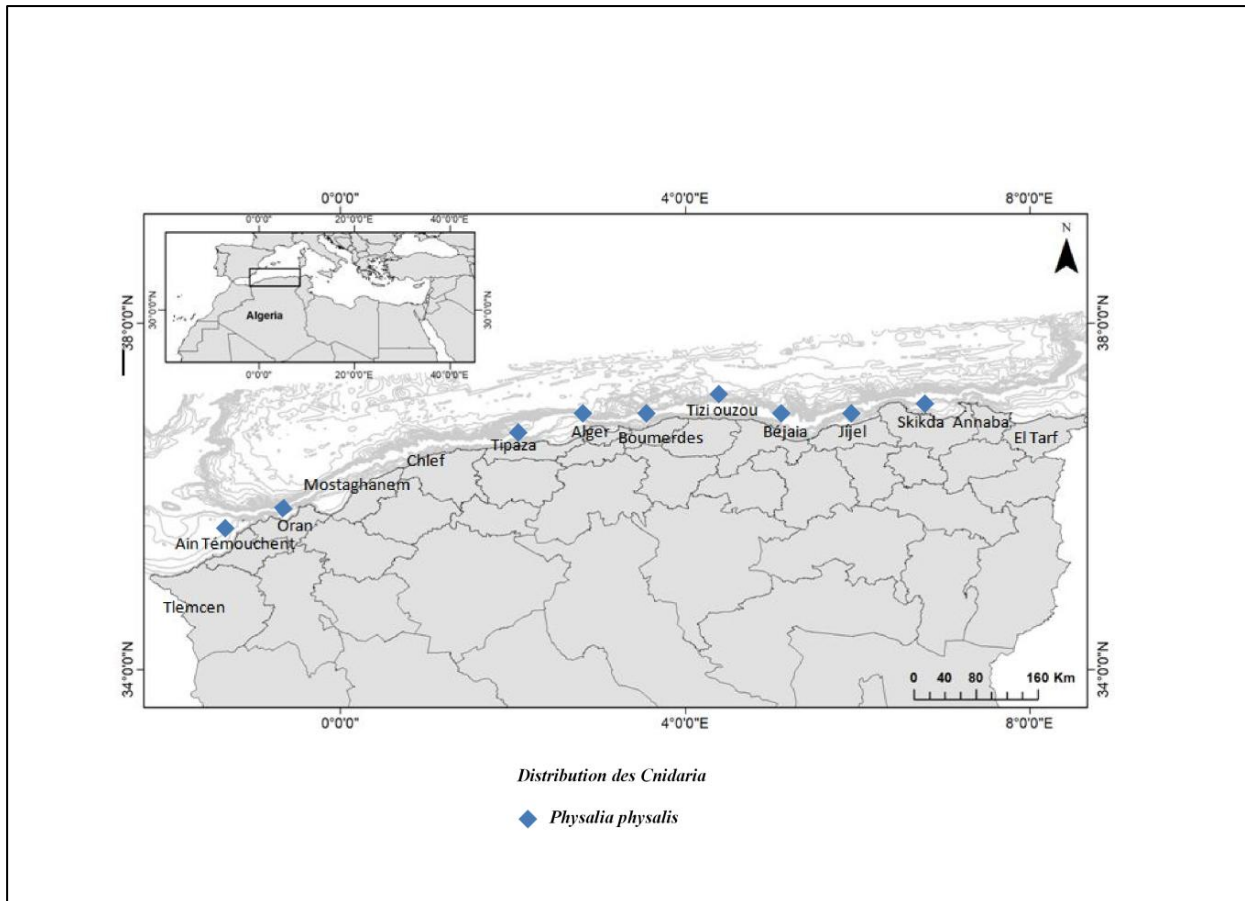 0°0'0" 4°0'0"E 8°0'0"E
N
0°0'0" 20°0'0"E 40°0'0"E
30°0'0"N 30°0'0"N
Algeria
0°0'0" 20°0'0"E 40°0'0"E
38°0'0"N 38°0'0"N
Tizi ouzou
Tipaza Alger Boumerdes Béjaia Jijel Skikda Annaba
El Tarf
Chlef
Mostaghanem
Oran
Ain Témouchent
Tlemcen
34°0'0"N 34°0'0"N
0 40 80 160 Km
0°0'0" 4°0'0"E 8°0'0"E
Distribution des Cnidaria
Physalia physalis